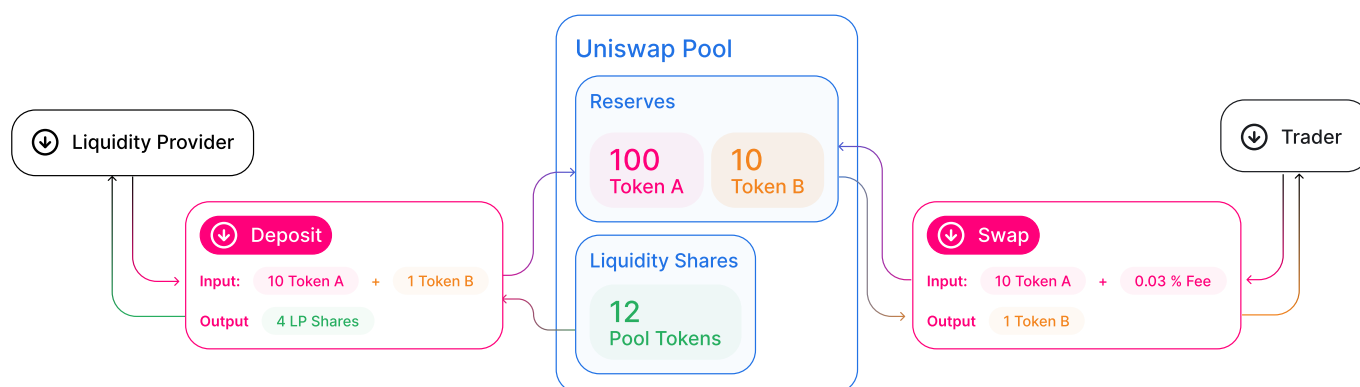 Uniswap Pool
Reserves
100
Token A
10
Token B
Liquidity Shares
12
Pool Tokens
Liquidity Provider
Deposit
Input: 10 Token A + 1 Token B
Output 4 LP Shares
Trader
Swap
Input: 10 Token A + 0.03 % Fee
Output 1 Token B